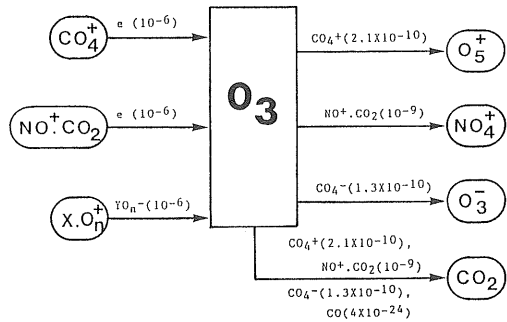 e (10-6)
CO4+
CO4+(2.1X10-10)
O5+
O3
e (10-6)
NO+.CO2
NO+.CO2(10-9)
NO4+
CO4-(1.3X10-10)
O3-
YOn-(10-6)
X.On+
CO4+(2.1X10-10),
NO+.CO2(10-9)
CO2
CO4-(1.3X10-10),
CO(4X10-24)